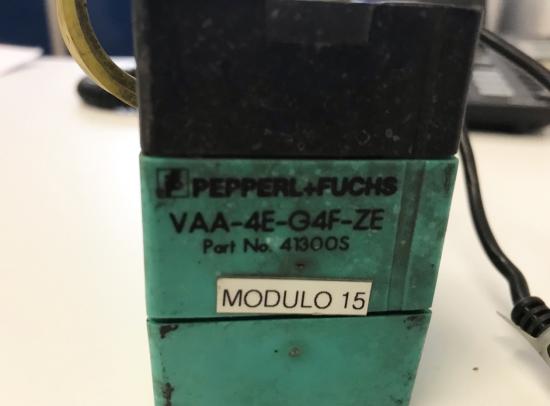 PEPPERL+FUCHS
VAA-4E-G4F-ZE
Part No. 41300S
MODULO 15